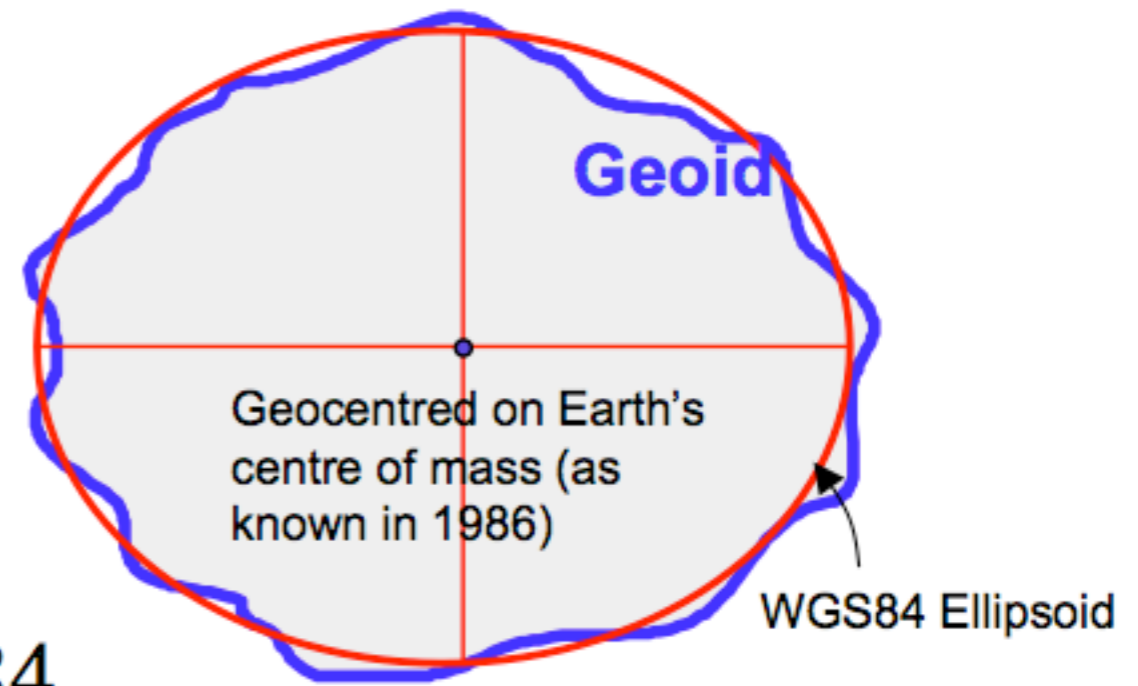 Geoid
Geocentred on Earth's
centre of mass (as
known in 1986)
WGS84 Ellipsoid